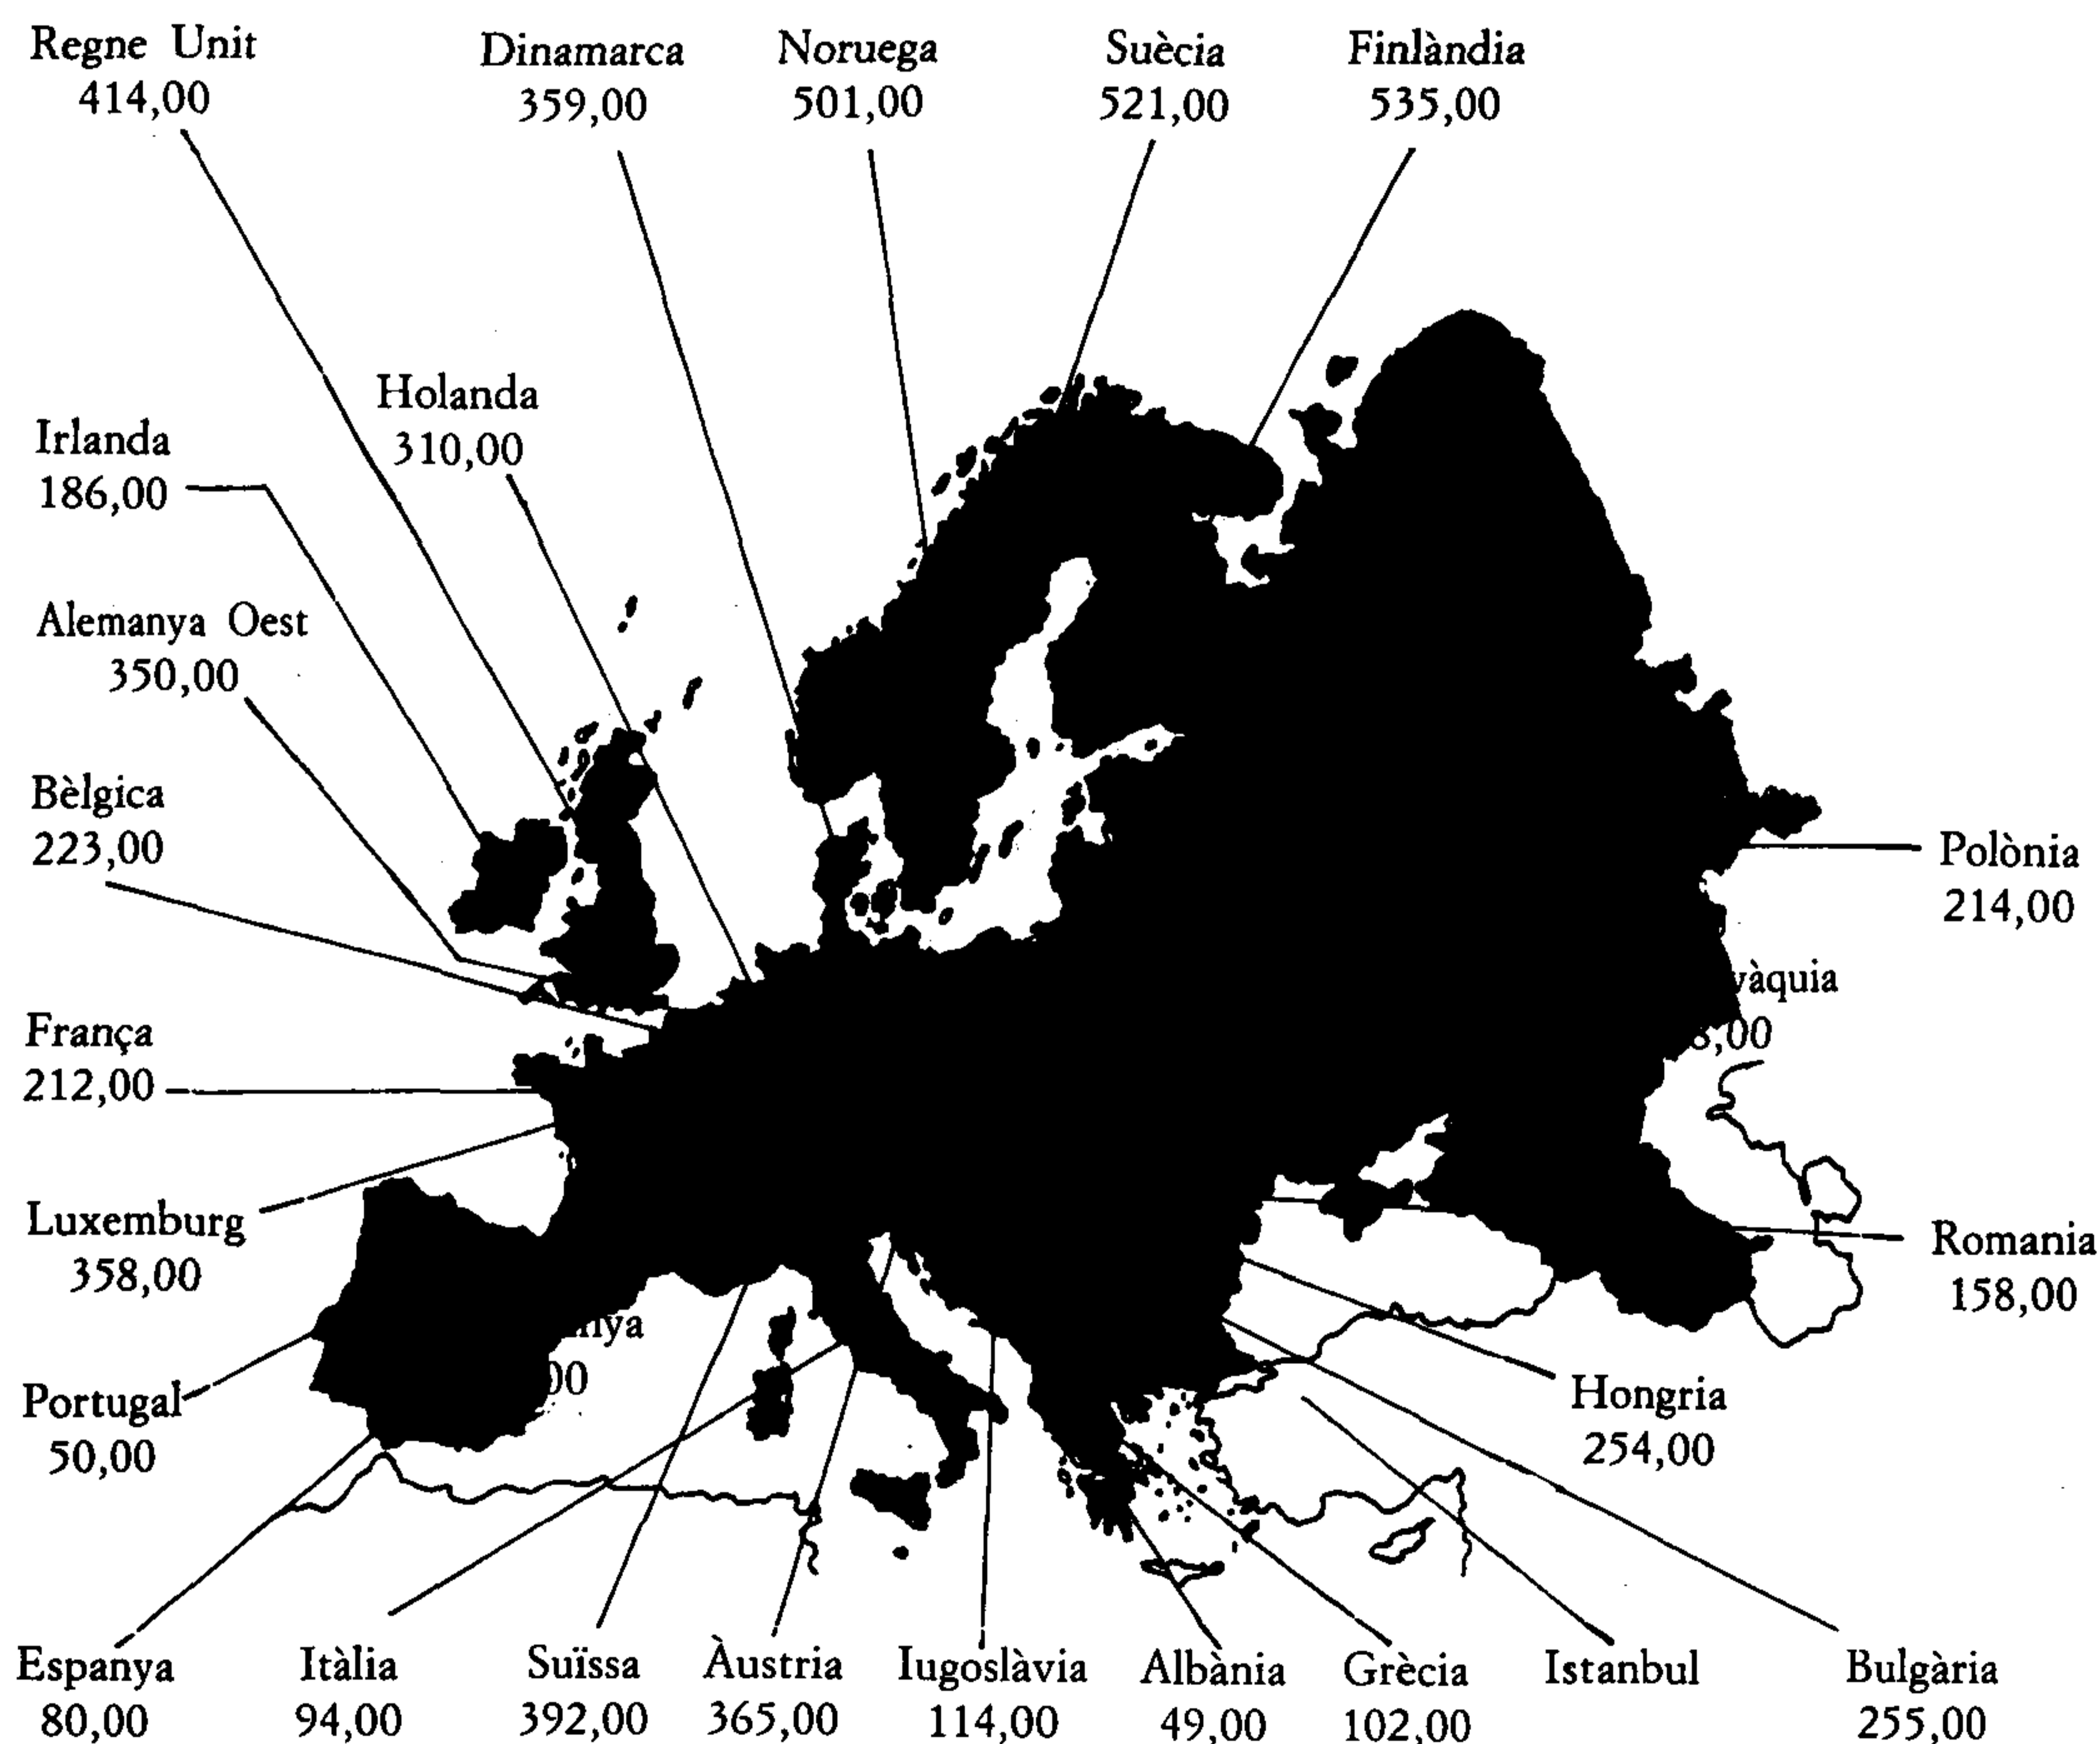 Regne Unit
414,00
Dinamarca
359,00
Noruega
501,00
Suècia
521,00
Finlàndia
535,00
Holanda
310,00
Irlanda
186,00
Alemanya Oest
350,00
Bèlgica
223,00
Polònia
214,00
França
212,00
Luxemburg
358,00
Romania
158,00
Portugal
50,00
Hongria
254,00
Espanya
80,00
Itàlia
94,00
Suïssa
392,00
Àustria
365,00
Iugoslàvia
114,00
Albània
49,00
Grècia
102,00
Istanbul
Bulgària
255,00